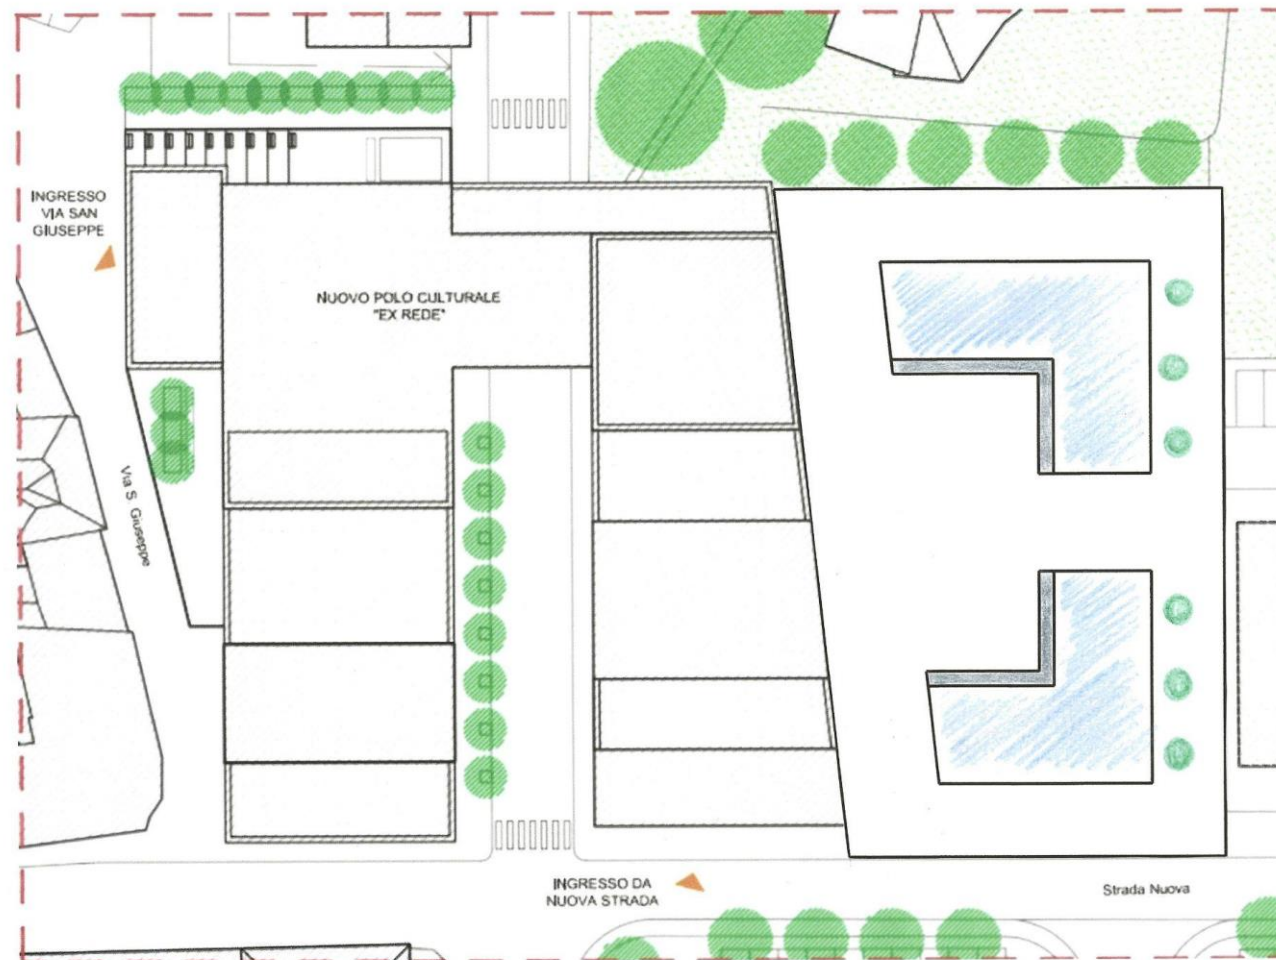 INGRESSO
VIA SAN
GIUSEPPE
NUOVO POLO CULTURALE
"EX REDE"
Via S. Giuseppe
INGRESSO DA
NUOVA STRADA
Strada Nuova